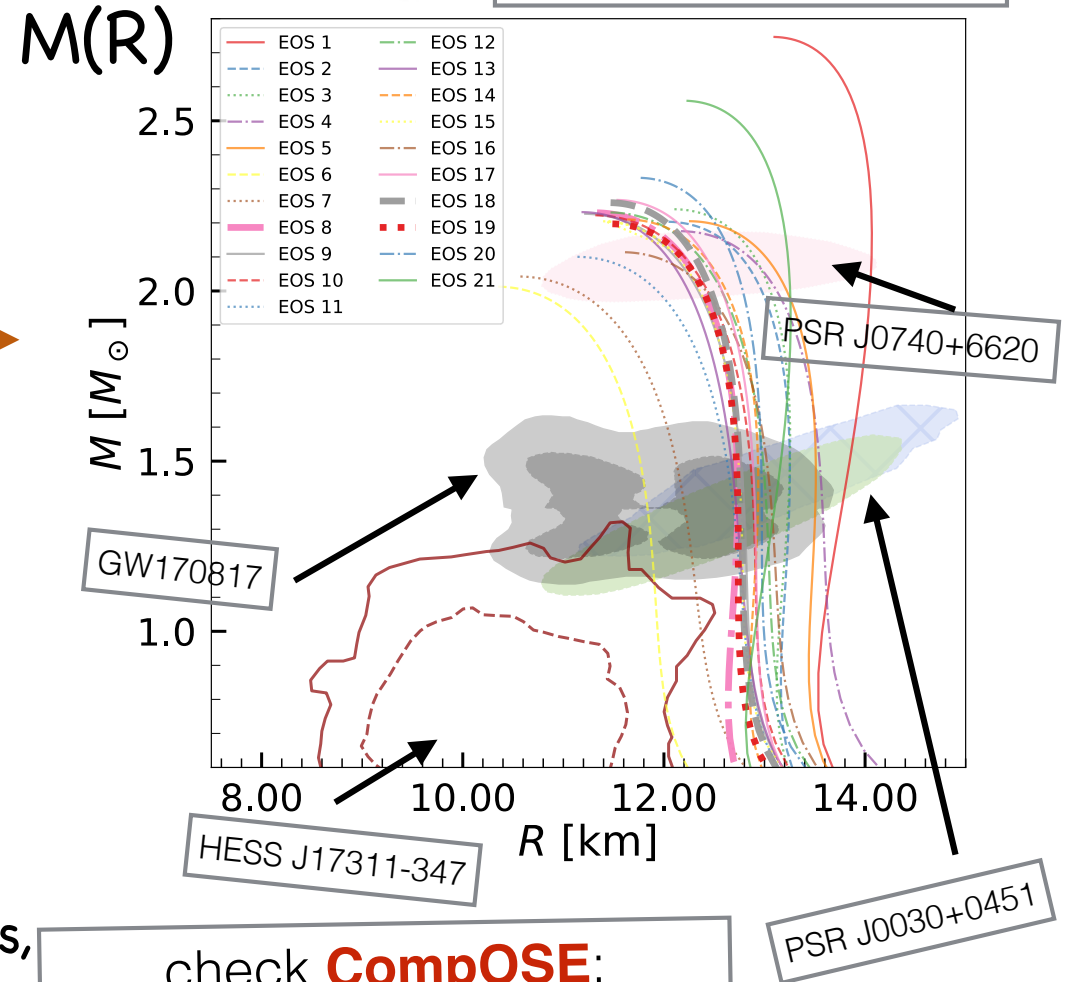 M(R)
EOS 1
EOS 2
EOS 3
EOS 4
EOS 5
EOS 6
EOS 7
EOS 8
EOS 9
EOS 10
EOS 11
EOS 12
EOS 13
EOS 14
EOS 15
EOS 16
EOS 17
EOS 18
EOS 19
EOS 20
EOS 21
2.5
2.0
1.5
1.0
M [M⊙]
PSR J0740+6620
GW170817
8.00 10.00 12.00 14.00
R [km]
HESS J17311-347
PSR J0030+0451
s,
check CompOSE: